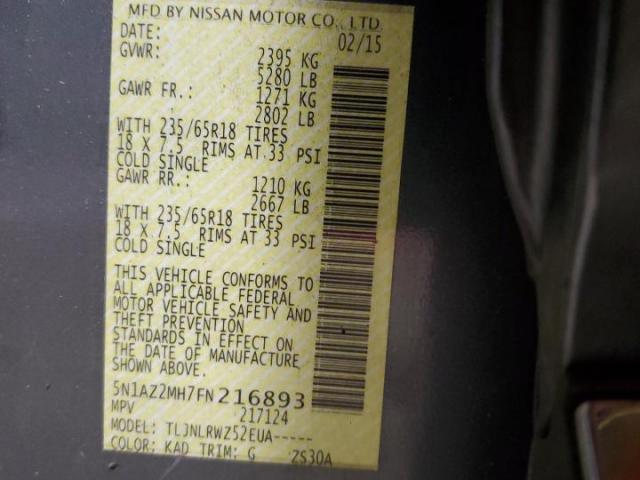 MFD BY NISSAN MOTOR CO., LTD.
DATE: 02/15
GVWR: 2395 KG
5280 LB
GAWR FR.: 1271 KG
2802 LB
WITH 235/65R18 TIRES
18 X 7.5 RIMS AT 33 PSI
COLD SINGLE
GAWR RR.: 1210 KG
2667 LB
WITH 235/65R18 TIRES
18 X 7.5 RIMS AT 33 PSI
COLD SINGLE
THIS VEHICLE CONFORMS TO
ALL APPLICABLE FEDERAL
MOTOR VEHICLE SAFETY AND
THEFT PREVENTION
STANDARDS IN EFFECT ON
THE DATE OF MANUFACTURE
SHOWN ABOVE.
5N1AZ2MH7FN216893
MPV 217124
MODEL: TLJNLRWZ52EUA-----
COLOR: KAD TRIM: G ZS30A